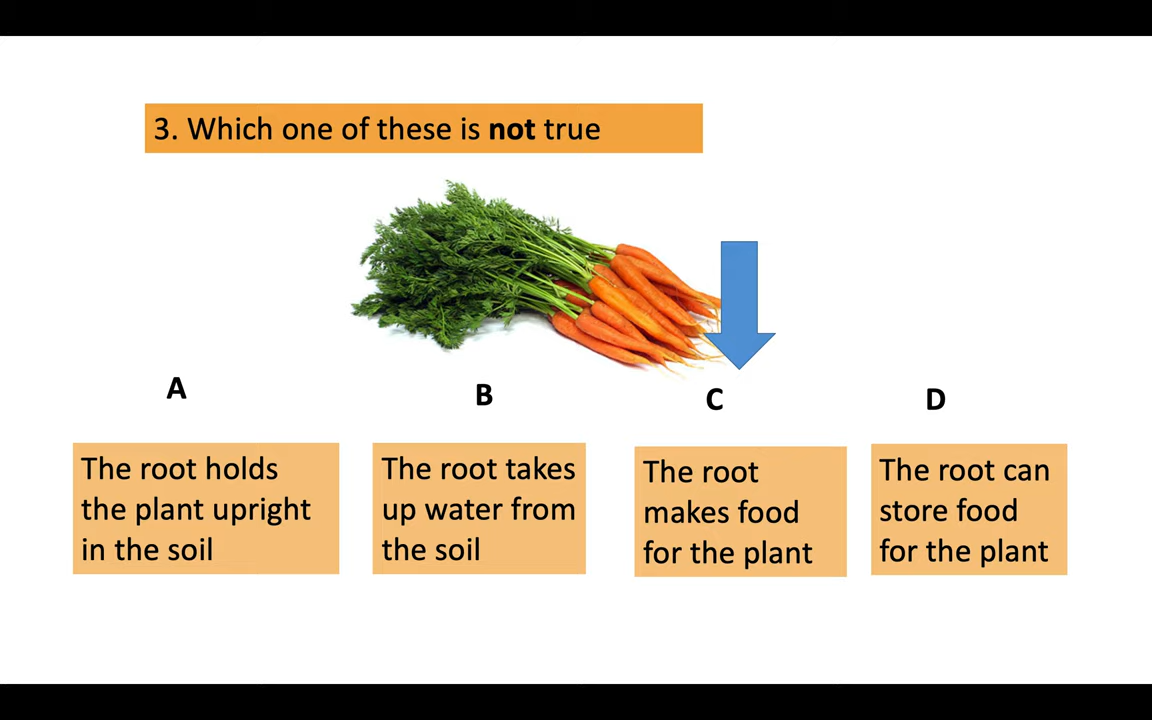 3. Which one of these is not true
A
B
C
D
The root holds
the plant upright
in the soil
The root takes
up water from
the soil
The root
makes food
for the plant
The root can
store food
for the plant